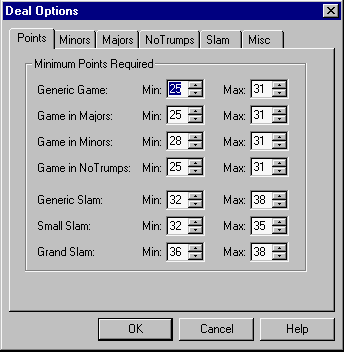 Deal Options
Points Minors Majors NoTrumps Slam Misc
Minimum Points Required
Generic Game: Min: 25 Max: 31
Game in Majors: Min: 25 Max: 31
Game in Minors: Min: 28 Max: 31
Game in NoTrumps: Min: 25 Max: 31
Generic Slam: Min: 32 Max: 38
Small Slam: Min: 32 Max: 35
Grand Slam: Min: 36 Max: 38
OK Cancel Help